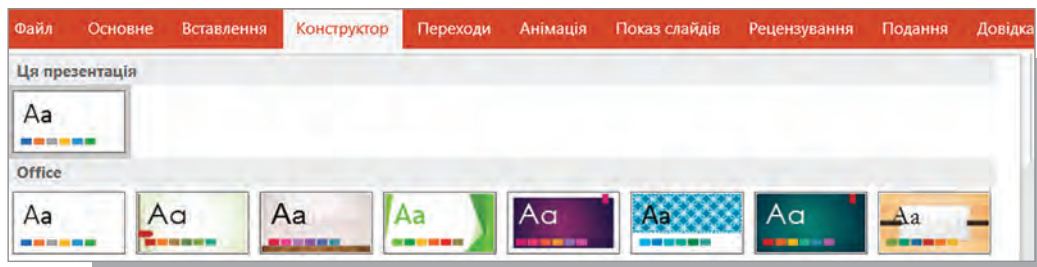 Файл Основне Вставлення Конструктор Переходи Анімація Показ слайдів Рецензування Подання Довідка
Ця презентація
Aa
Office
Aa Aa Aa Aa Aa Aa Aa Aa